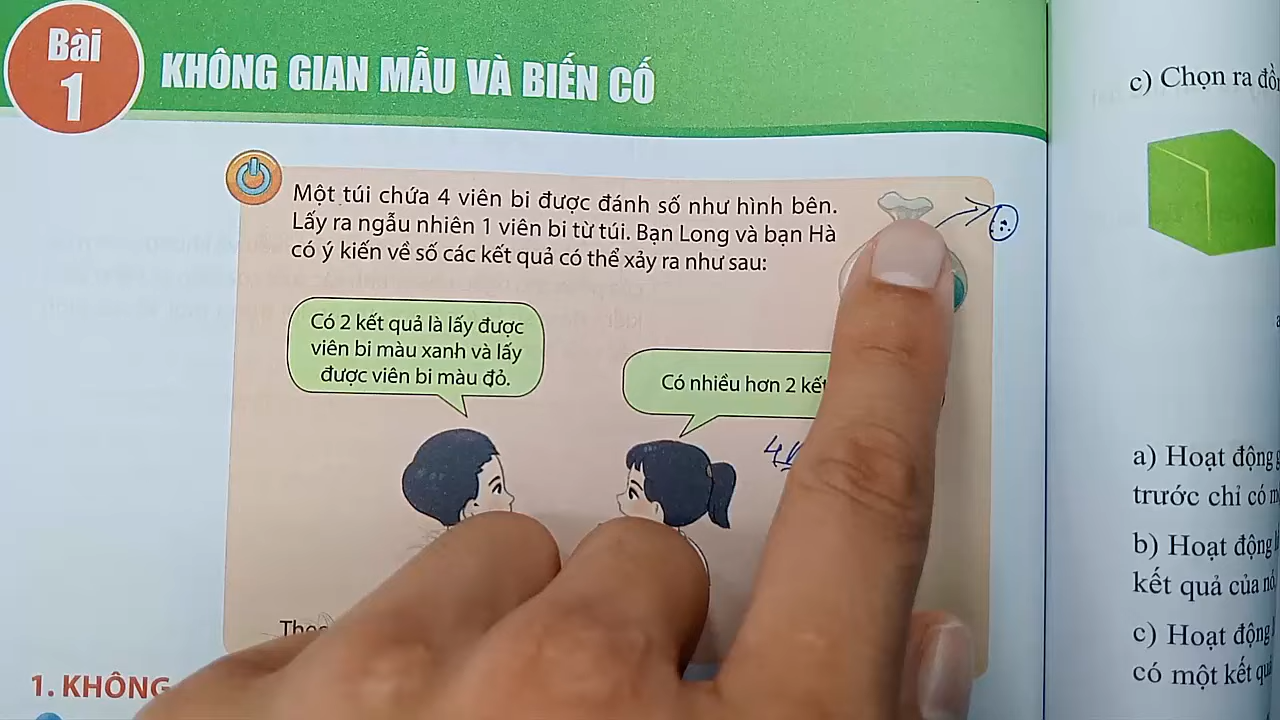 Bài
1
KHÔNG GIAN MẪU VÀ BIẾN CỐ
Một túi chứa 4 viên bi được đánh số như hình bên.
Lấy ra ngẫu nhiên 1 viên bi từ túi. Bạn Long và bạn Hà
có ý kiến về số các kết quả có thể xảy ra như sau:
Có 2 kết quả là lấy được
viên bi màu xanh và lấy
được viên bi màu đỏ.
Có nhiều hơn 2 kết
1. KHÔNG
c) Chọn ra
a) Hoạt động
trước chỉ có
b) Hoạt động
kết quả của
c) Hoạt động
có một kết